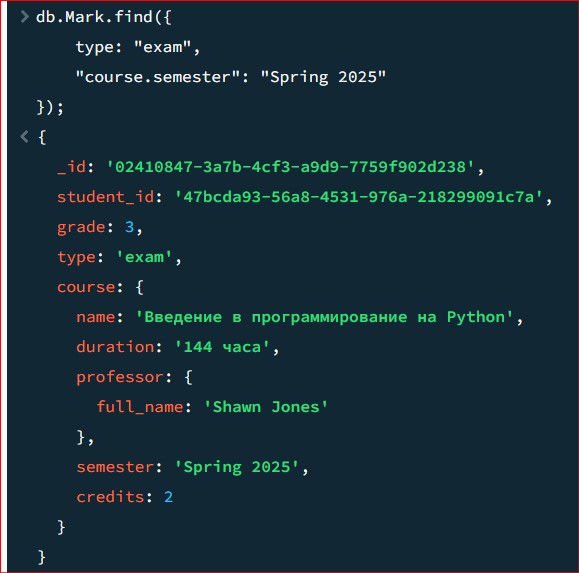 > db.Mark.find({
type: "exam",
"course.semester": "Spring 2025"
});
< {
_id: '02410847-3a7b-4cf3-a9d9-7759f902d238',
student_id: '47bcda93-56a8-4531-976a-218299091c7a',
grade: 3,
type: 'exam',
course: {
name: 'Введение в программирование на Python',
duration: '144 часа',
professor: {
full_name: 'Shawn Jones'
},
semester: 'Spring 2025',
credits: 2
}
}